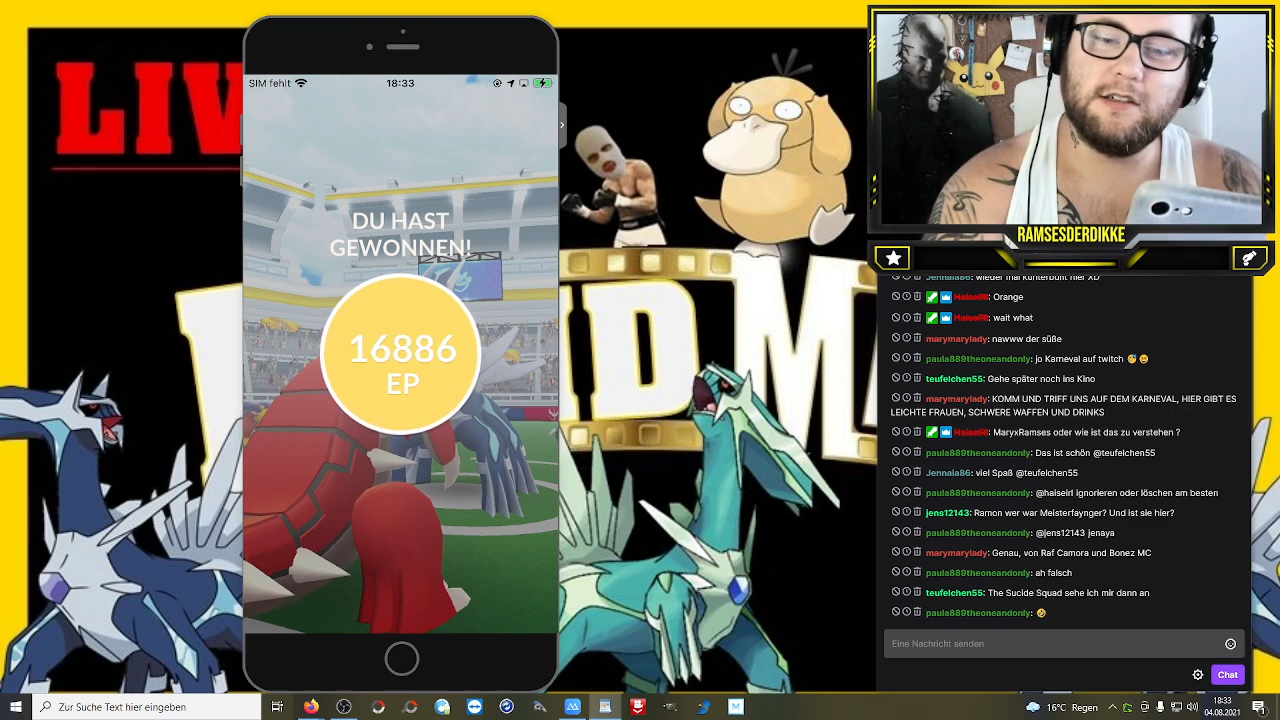 LIV
SIM fehlt
18:33
DU HAST
GEWONNEN!
16886
EP
D M
RAMSESDERDIKKE
Jennala86: wieder mal kunterbunt hier XD
HaiseIRl: Orange
HaiseIRl: wait what
marymarylady: nawww der süße
paula889theoneandonly: jo Karneval auf twitch
teufelchen55: Gehe später noch Ins Kino
marymarylady: KOMM UND TRIFF UNS AUF DEM KARNEVAL, HIER GIBT ES
LEICHTE FRAUEN, SCHWERE WAFFEN UND DRINKS
HaiseIRl: MaryxRamses oder wie ist das zu verstehen ?
paula889theoneandonly: Das ist schön @teufelchen55
Jennala86: viel Spaß @teufelchen55
paula889theoneandonly: @haiseirl ignorieren oder löschen am besten
jens12143: Ramon wer war Meisterfaynger? Und ist sie hier?
paula889theoneandonly: @jens12143 jenaya
marymarylady: Genau, von Raf Camora und Bonez MC
paula889theoneandonly: ah falsch
teufelchen55: The Sucide Squad sehe ich mir dann an
paula889theoneandonly:
Eine Nachricht senden
Chat
Zur Suche Text hier eingeben
16°C
18:33
04.08.2021